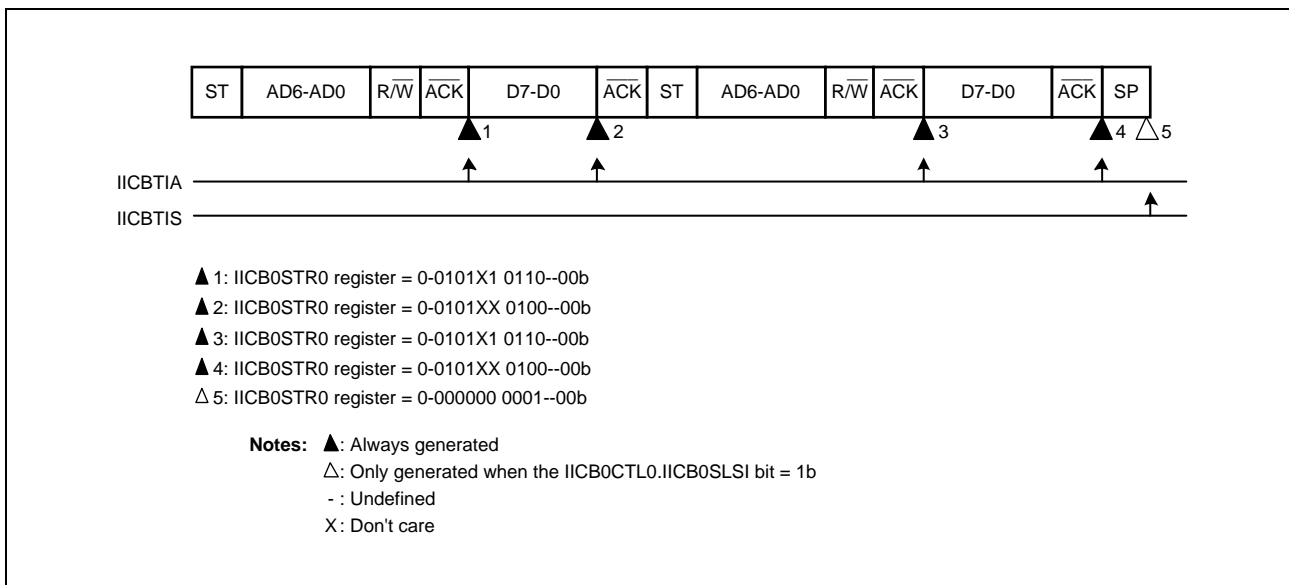 ST AD6-AD0 R/W ACK D7-D0 ACK ST AD6-AD0 R/W ACK D7-D0 ACK SP
▲1 ▲2 ▲3 ▲4 △5
IICBTIA
IICBTIS
▲ 1: IICB0STR0 register = 0-0101X1 0110--00b
▲ 2: IICB0STR0 register = 0-0101XX 0100--00b
▲ 3: IICB0STR0 register = 0-0101X1 0110--00b
▲ 4: IICB0STR0 register = 0-0101XX 0100--00b
△ 5: IICB0STR0 register = 0-000000 0001--00b
Notes: ▲: Always generated
△: Only generated when the IICB0CTL0.IICB0SLSI bit = 1b
- : Undefined
X: Don't care